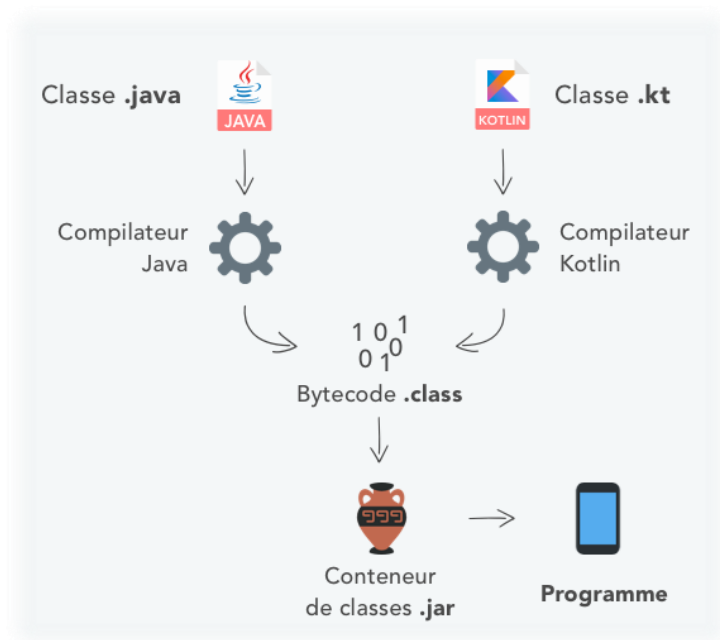 Classe .java
JAVA
KOTLIN
Classe .kt
Compilateur
Java
Compilateur
Kotlin
1 0 1
0 1 0
Bytecode .class
Conteneur
de classes .jar
Programme